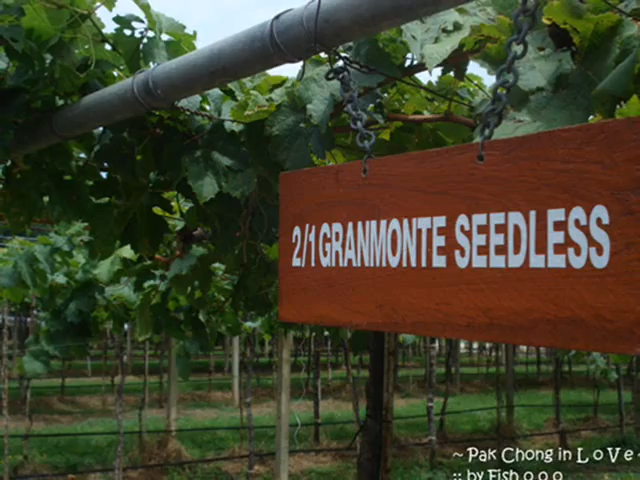 2/1 GRANMONTE SEEDLESS
~ Pak Chong in L o V e ~
:: by Fish o o o